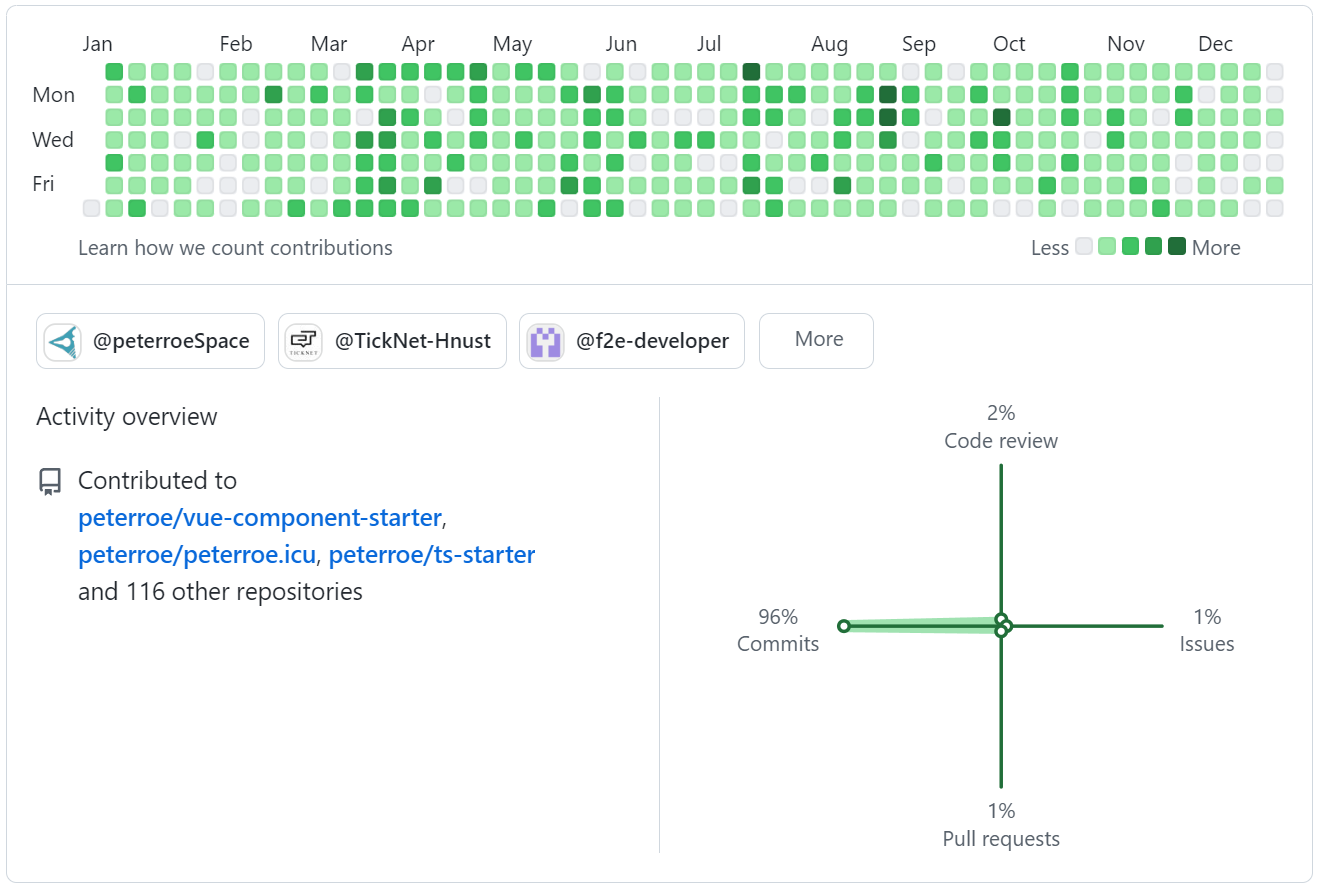 Jan Feb Mar Apr May Jun Jul Aug Sep Oct Nov Dec
Mon
Wed
Fri
Learn how we count contributions
Less More
@peterroeSpace
TICKNET
@TickNet-Hnust
@f2e-developer
More
Activity overview
Contributed to
peterroe/vue-component-starter,
peterroe/peterroe.icu, peterroe/ts-starter
and 116 other repositories
2%
Code review
96%
Commits
1%
Issues
1%
Pull requests